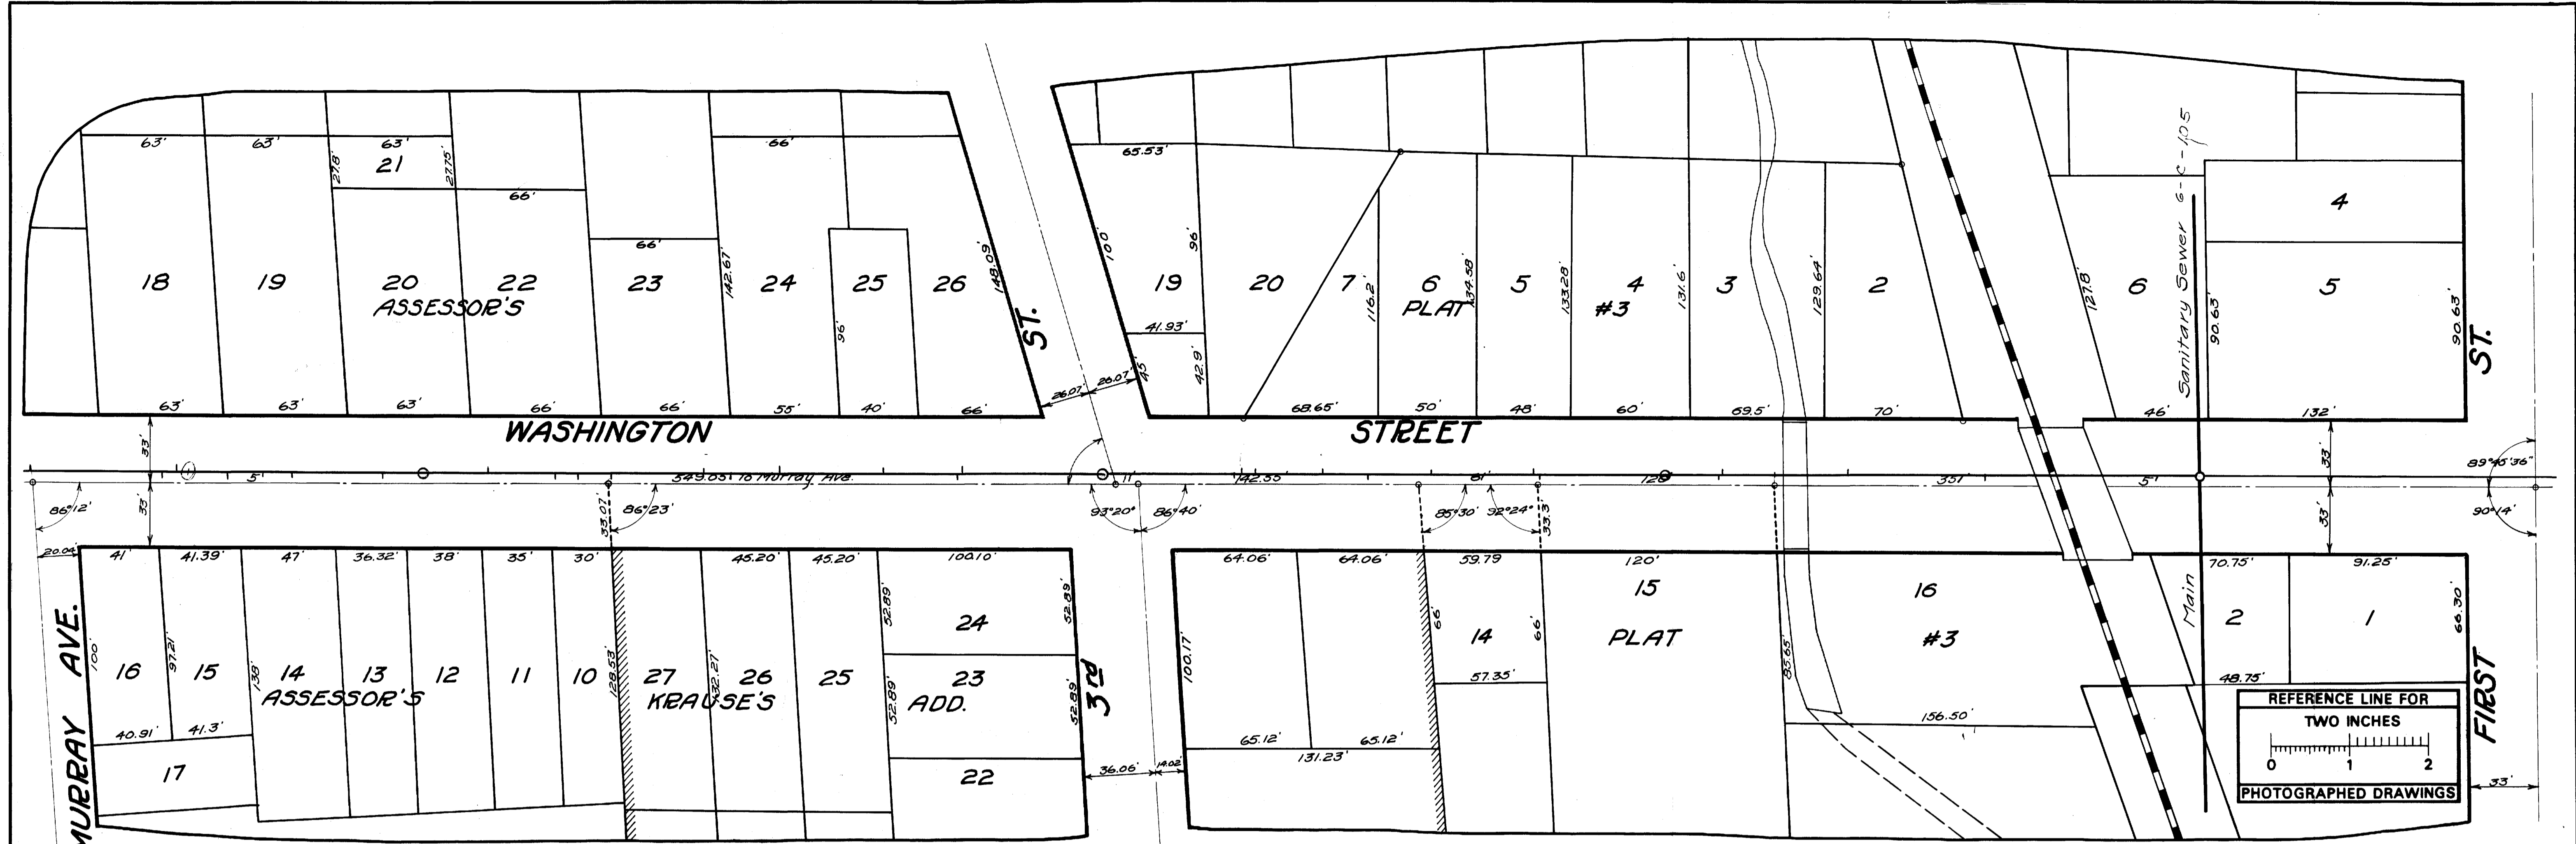 63' 63' 63' 66' 65.53'
27.8' 21 27.75'
66'
66'
18 19 20 22 23 142.67' 24 25 26 148.09'
ASSESSOR'S
96'
ST.
63' 63' 63' 66' 66' 55' 40' 66'
26.07' 26.07'
100' 19 96' 20 7 116.2' 6 134.58' 5 133.28' 4 131.6' 3 129.64' 2
PLAT #3
41.93'
45' 42.9'
68.65' 50' 48' 60' 69.5' 70'
Sanitary Sewer 6-C-105
4
127.8' 6 90.63' 5 90.63'
46' 132'
ST.
WASHINGTON STREET
33' 33'
5' 549.05' to Murray Ave. 11' 142.55 61' 128' 351' 5'
89°45'36"
86°12' 33' 33.07' 86°23' 93°20' 86°40' 85°30' 92°24' 33.3' 33' 90°14'
20.04' 41' 41.39' 47' 36.32' 38' 35' 30' 45.20' 45.20' 100.10'
64.06' 64.06' 59.79 120' 70.75' 91.25'
MURRAY AVE.
100' 16 97.21' 15 138' 14 13 12 11 10 128.53' 27 132.27' 26 25
52.89' 24 52.89'
52.89' 23 52.89'
22
ASSESSOR'S
KRAUSE'S ADD.
40.91' 41.3'
17
3rd
36.06' 14.02'
100.17'
65.12' 65.12'
131.23'
66' 14 66'
57.35'
15
PLAT
85.65'
16
#3
156.50'
Main
2 1 66.30'
48.75'
FIRST
33'
REFERENCE LINE FOR
TWO INCHES
0 1 2
PHOTOGRAPHED DRAWINGS